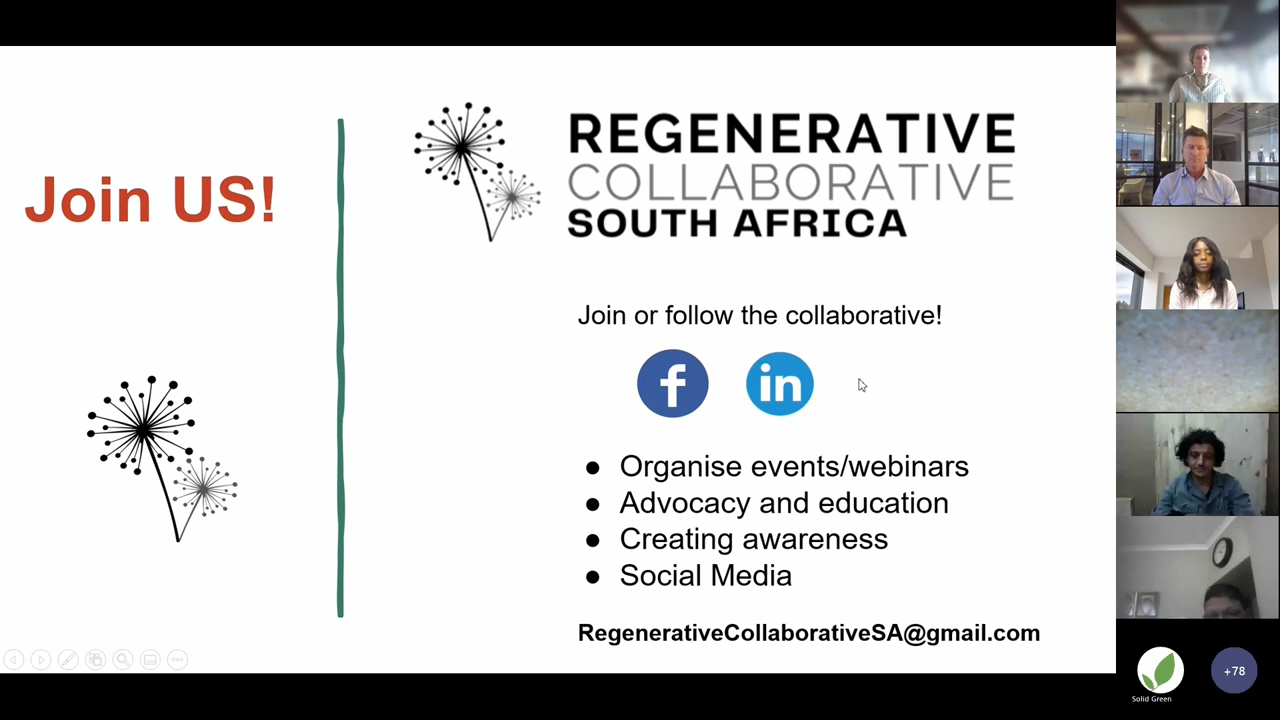 Join US!
REGENERATIVE
COLLABORATIVE
SOUTH AFRICA
Join or follow the collaborative!
f in
● Organise events/webinars
● Advocacy and education
● Creating awareness
● Social Media
RegenerativeCollaborativeSA@gmail.com
Solid Green
+78